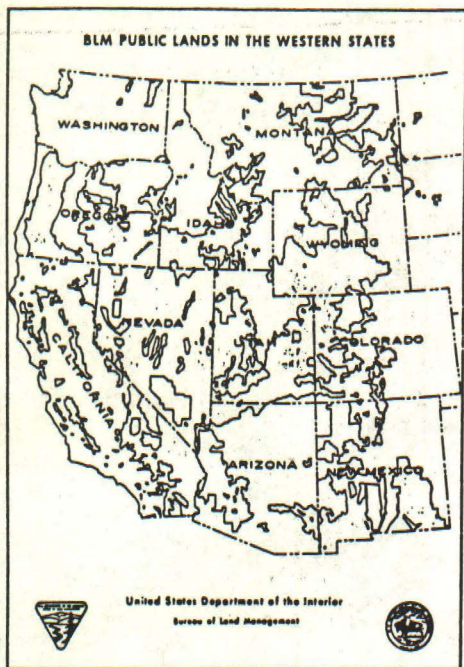 BLM PUBLIC LANDS IN THE WESTERN STATES
WASHINGTON
MONTANA
OREGON
IDAHO
WYOMING
NEVADA
UTAH
COLORADO
CALIFORNIA
ARIZONA
NEW MEXICO
United States Department of the Interior
Bureau of Land Management